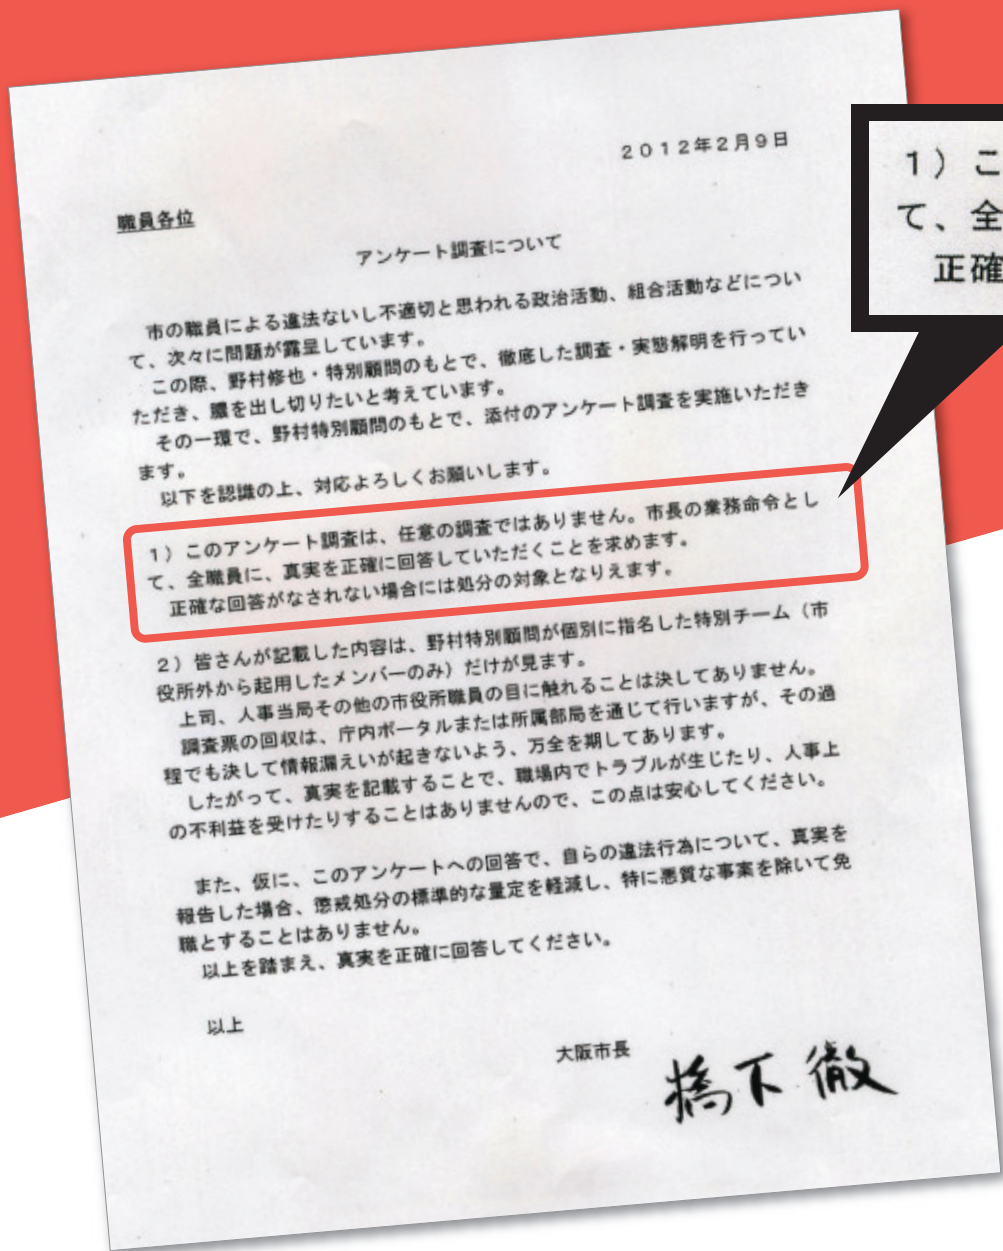 2012年2月9日
職員各位
アンケート調査について
市の職員による違法ないし不適切と思われる政治活動、組合活動などについ
て、次々に問題が露呈しています。
この際、野村修也・特別顧問のもとで、徹底した調査・実態解明を行ってい
ただき、膿を出し切りたいと考えています。
その一環で、野村特別顧問のもとで、添付のアンケート調査を実施いただき
ます。
以下を認識の上、対応よろしくお願いします。
1）このアンケート調査は、任意の調査ではありません。市長の業務命令とし
て、全職員に、真実を正確に回答していただくことを求めます。
正確な回答がなされない場合には処分の対象となりえます。
2）皆さんが記載した内容は、野村特別顧問が個別に指名した特別チーム（市
役所外から起用したメンバーのみ）だけが見ます。
上司、人事当局その他の市役所職員の目に触れることは決してありません。
調査票の回収は、庁内ポータルまたは所属部局を通じて行いますが、その過
程でも決して情報漏えいが起きないよう、万全を期してあります。
したがって、真実を記載することで、職場内でトラブルが生じたり、人事上
の不利益を受けたりすることはありませんので、この点は安心してください。
また、仮に、このアンケートへの回答で、自らの違法行為について、真実を
報告した場合、懲戒処分の標準的な量定を軽減し、特に悪質な事案を除いて免
職とすることはありません。
以上を踏まえ、真実を正確に回答してください。
以上
大阪市長
橋下徹
1）こ
て、全
正確